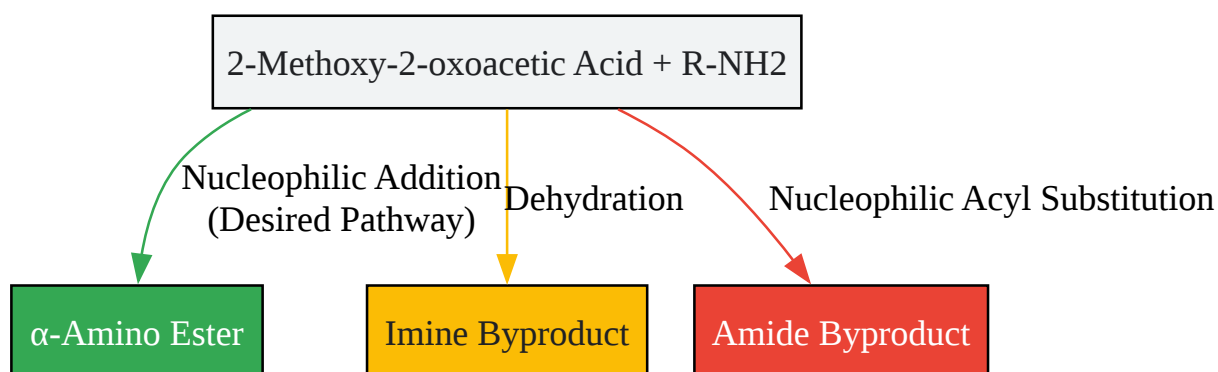 2-Methoxy-2-oxoacetic Acid + R-NH2
Nucleophilic Addition
(Desired Pathway)
Dehydration
Nucleophilic Acyl Substitution
α-Amino Ester
Imine Byproduct
Amide Byproduct